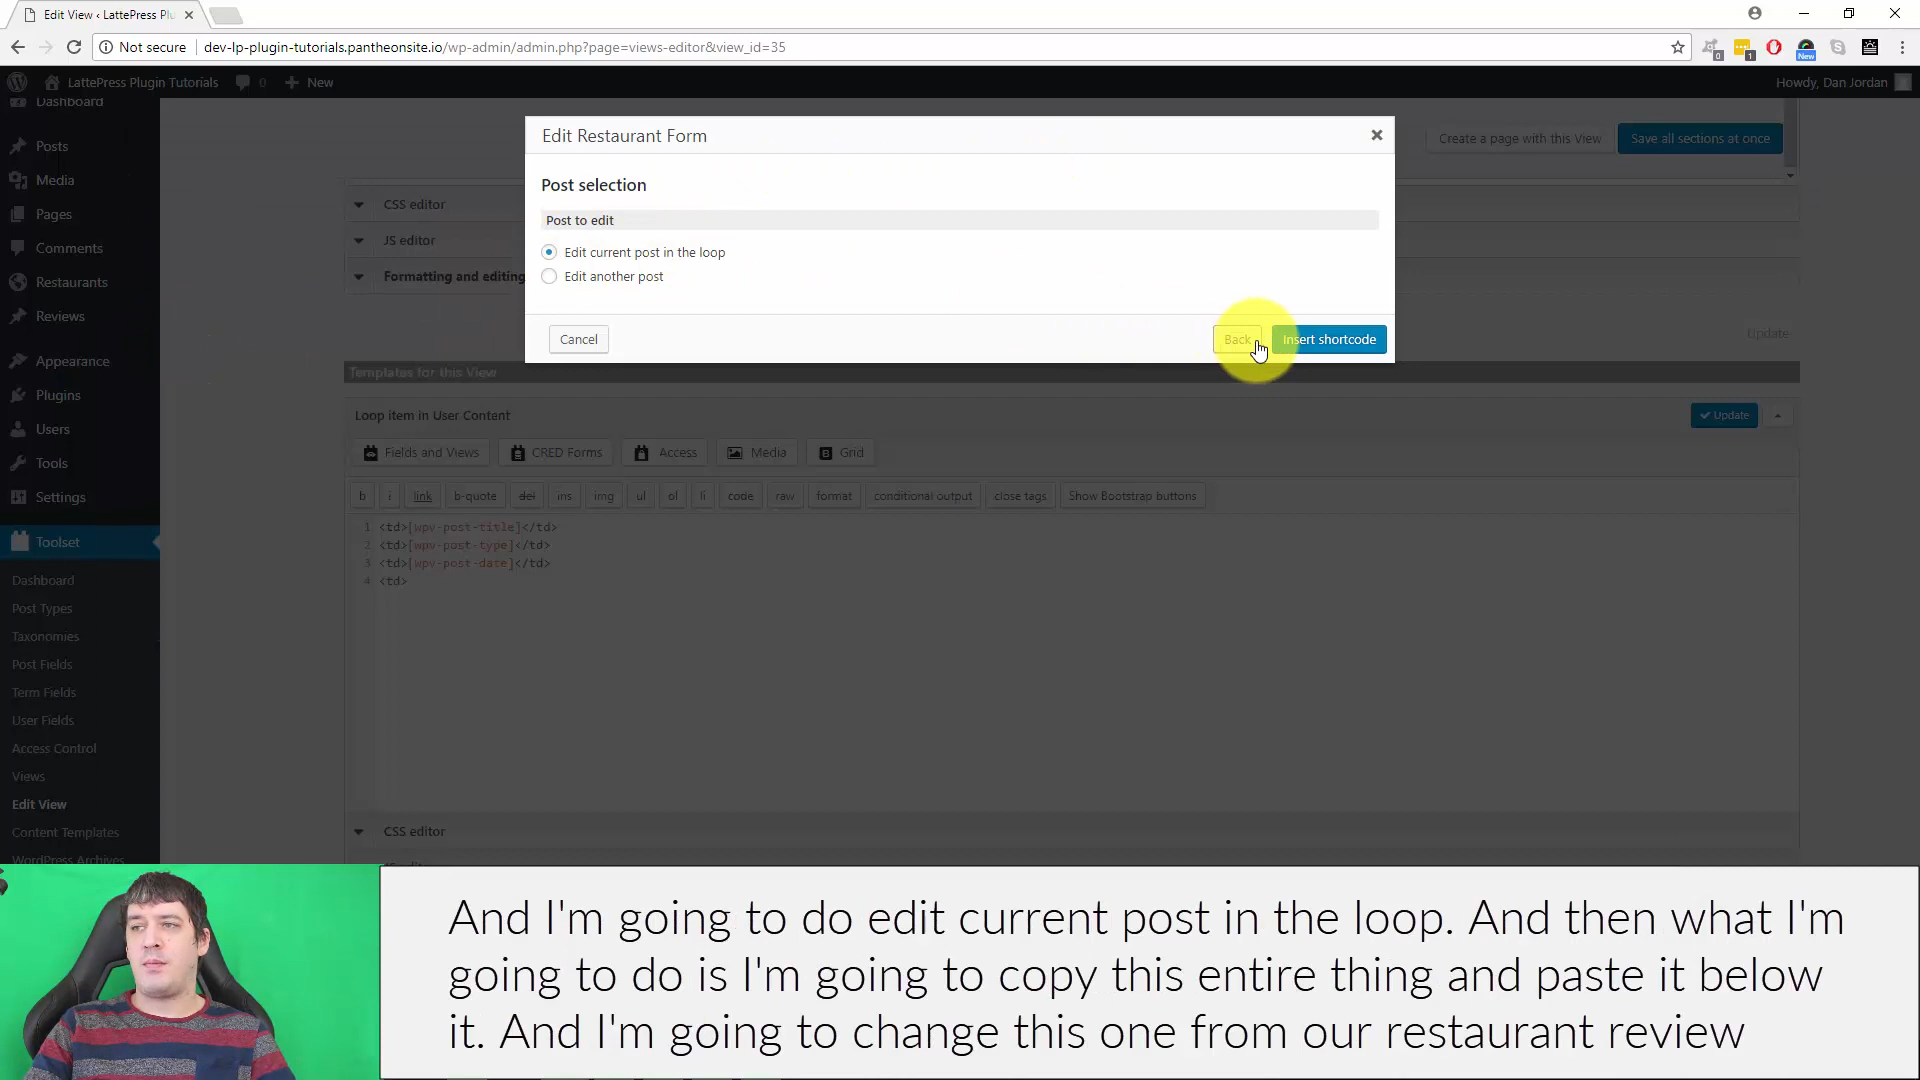 Edit View ‹ LattePress Plu
Not secure
dev-lp-plugin-tutorials.pantheonsite.io/wp-admin/admin.php?page=views-editor&view_id=35
0
1
New
LattePress Plugin Tutorials
0
New
Howdy, Dan Jordan
Dashboard
Posts
Media
Pages
Comments
Restaurants
Reviews
Appearance
Plugins
Users
Tools
Settings
Toolset
Dashboard
Post Types
Taxonomies
Post Fields
Term Fields
User Fields
Access Control
Views
Edit View
Content Templates
WordPress Archives
Create a page with this View
Save all sections at once
CSS editor
JS editor
Formatting and editing
Edit Restaurant Form
Post selection
Post to edit
Edit current post in the loop
Edit another post
Cancel
Back
Insert shortcode
Update
Templates for this View
Loop item in User Content
Update
Fields and Views
CRED Forms
Access
Media
Grid
b
i
link
b-quote
del
ins
img
ul
ol
li
code
raw
format
conditional output
close tags
Show Bootstrap buttons
1 <td>[wpv-post-title]</td>
2 <td>[wpv-post-type]</td>
3 <td>[wpv-post-date]</td>
4 <td>
CSS editor
And I'm going to do edit current post in the loop. And then what I'm
going to do is I'm going to copy this entire thing and paste it below
it. And I'm going to change this one from our restaurant review